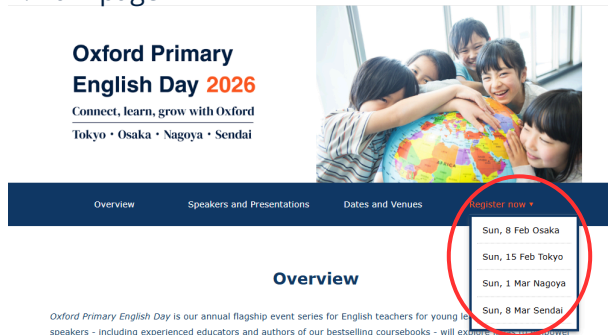 Oxford Primary
English Day 2026
Connect, learn, grow with Oxford
Tokyo • Osaka • Nagoya • Sendai
AFRICA
Overview
Speakers and Presentations
Dates and Venues
Register now ▾
Sun, 8 Feb Osaka
Sun, 15 Feb Tokyo
Sun, 1 Mar Nagoya
Sun, 8 Mar Sendai
Overview
Oxford Primary English Day is our annual flagship event series for English teachers for young
speakers - including experienced educators and authors of our bestselling coursebooks - will